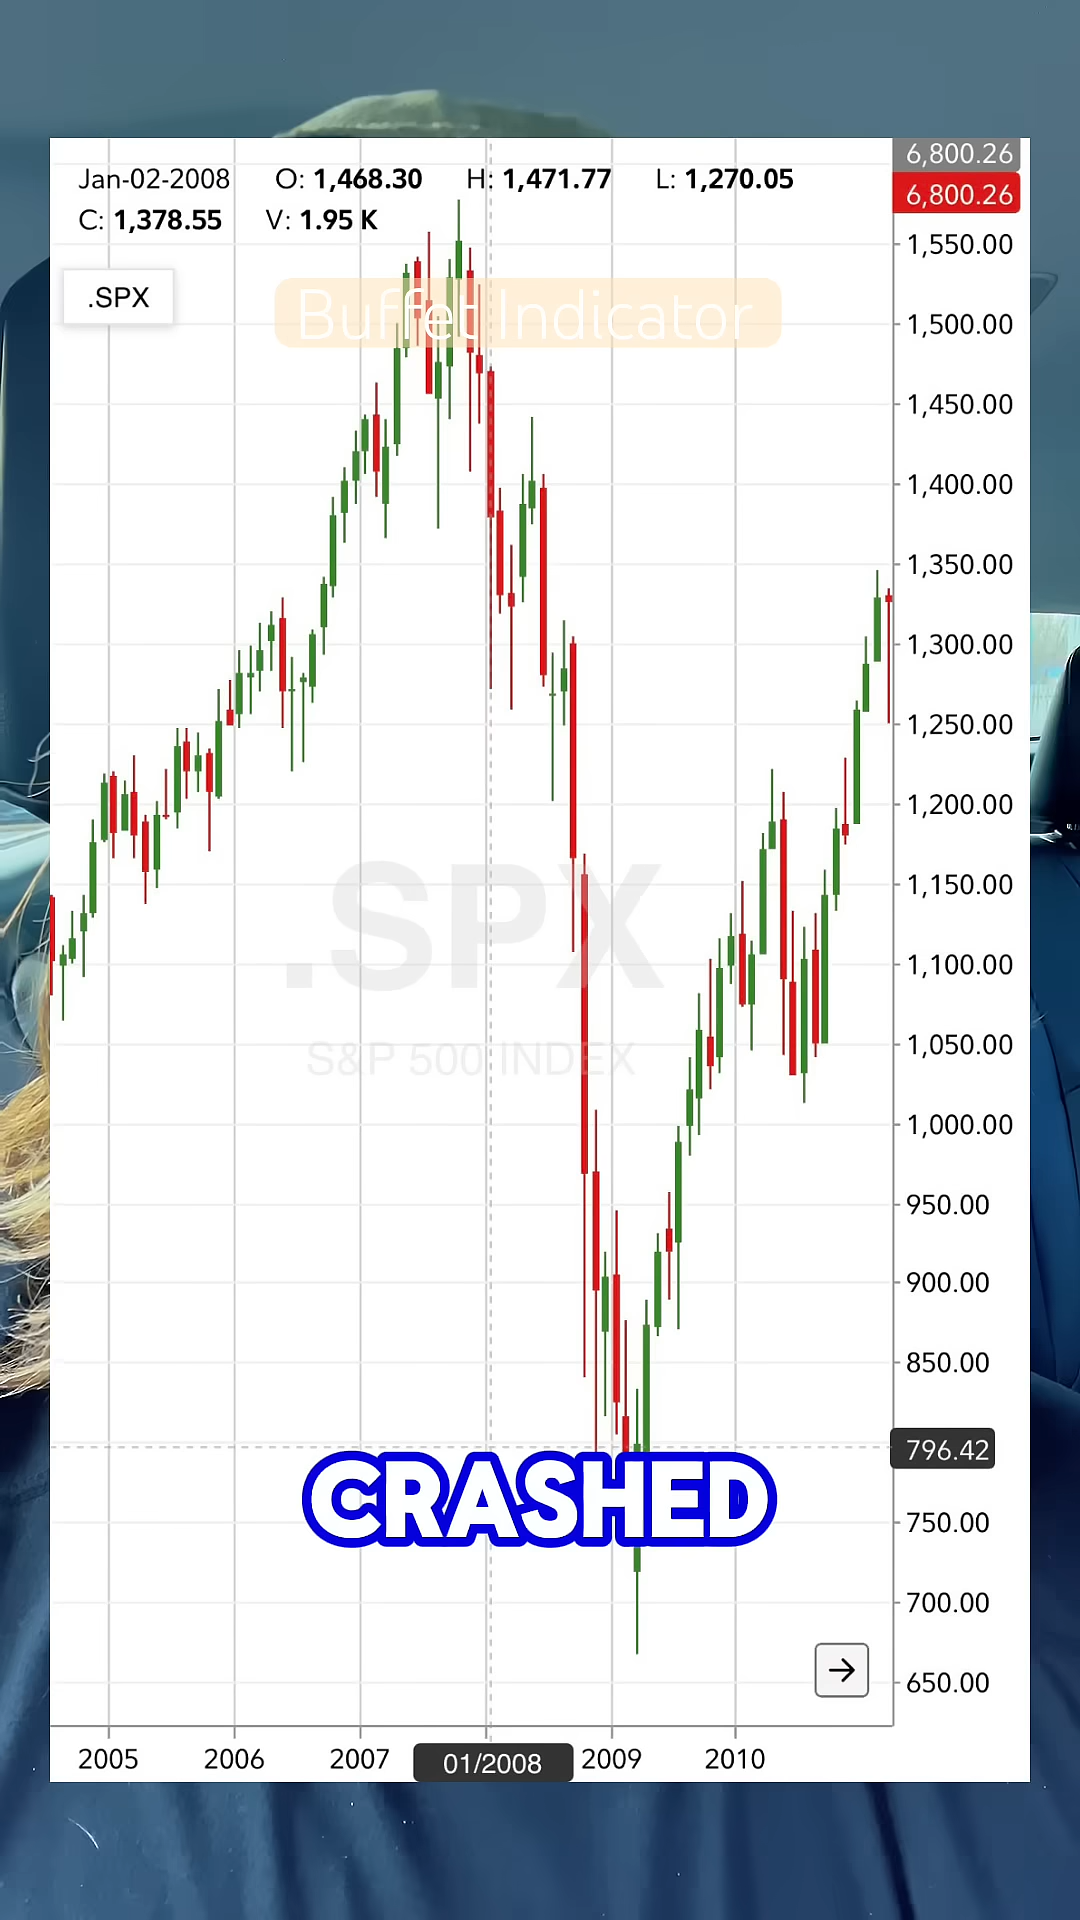 6,800.26
Jan-02-2008 O: 1,468.30 H: 1,471.77 L: 1,270.05
6,800.26
C: 1,378.55 V: 1.95 K
1,550.00
.SPX
Buffet Indicator
1,500.00
1,450.00
1,400.00
1,350.00
1,300.00
1,250.00
1,200.00
1,150.00
.SPX
1,100.00
S&P 500 INDEX
1,050.00
1,000.00
950.00
900.00
850.00
796.42
CRASHED
750.00
700.00
650.00
2005 2006 2007 01/2008 2009 2010